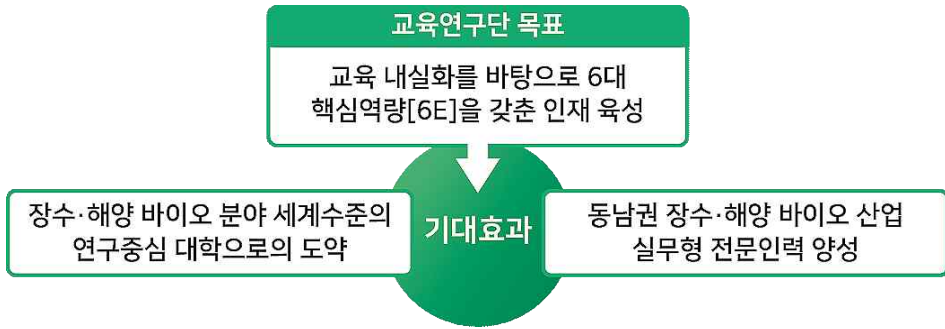 교육연구단 목표
교육 내실화를 바탕으로 6대
핵심역량[6E]을 갖춘 인재 육성
장수·해양 바이오 분야 세계수준의
연구중심 대학으로의 도약
기대효과
동남권 장수·해양 바이오 산업
실무형 전문인력 양성